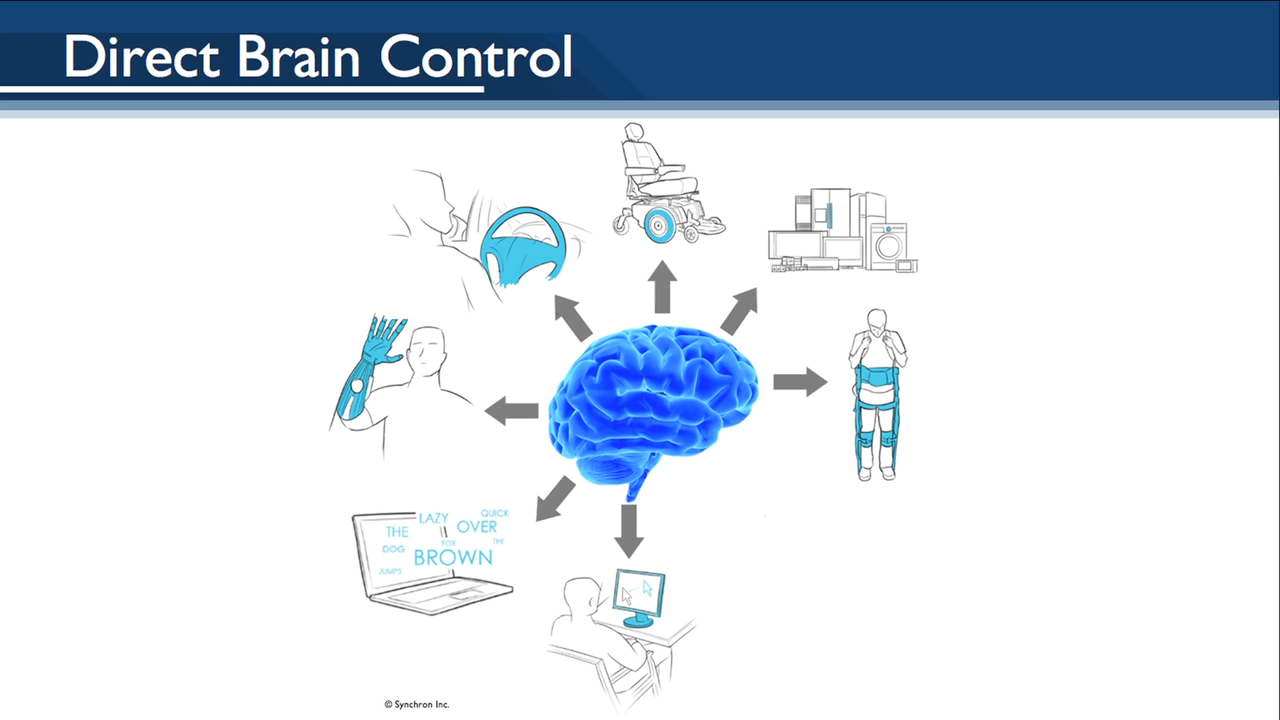 Direct Brain Control
LAZY
QUICK
THE
OVER
DOG
FOX
THE
BROWN
JUMPS
© Synchron Inc.